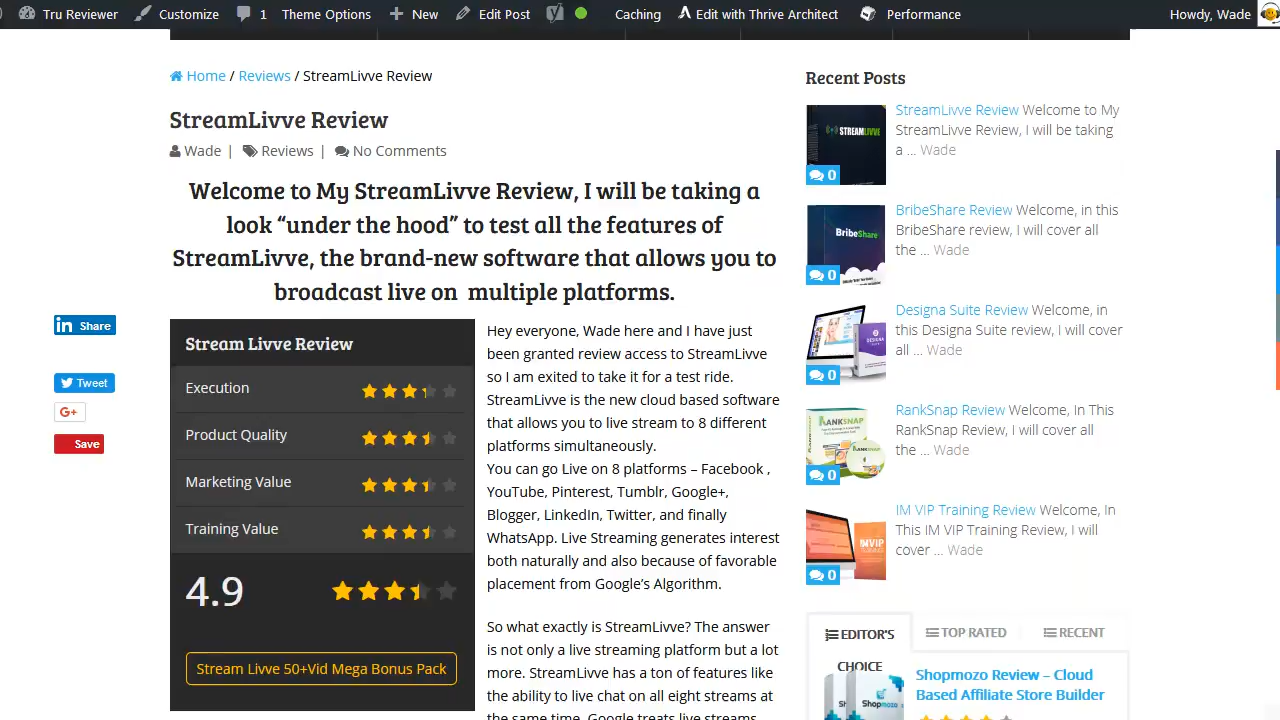 Tru Reviewer Customize 1 Theme Options New Edit Post Caching Edit with Thrive Architect Performance Howdy, Wade
Home / Reviews / StreamLivve Review
StreamLivve Review
Wade | Reviews | No Comments
Welcome to My StreamLivve Review, I will be taking a
look “under the hood” to test all the features of
StreamLivve, the brand-new software that allows you to
broadcast live on multiple platforms.
in Share
Tweet
G+
Save
Stream Livve Review
Execution
Product Quality
Marketing Value
Training Value
4.9
Stream Livve 50+Vid Mega Bonus Pack
Hey everyone, Wade here and I have just
been granted review access to StreamLivve
so I am exited to take it for a test ride.
StreamLivve is the new cloud based software
that allows you to live stream to 8 different
platforms simultaneously.
You can go Live on 8 platforms – Facebook ,
YouTube, Pinterest, Tumblr, Google+,
Blogger, LinkedIn, Twitter, and finally
WhatsApp. Live Streaming generates interest
both naturally and also because of favorable
placement from Google’s Algorithm.
So what exactly is StreamLivve? The answer
is not only a live streaming platform but a lot
more. StreamLivve has a ton of features like
the ability to live chat on all eight streams at
the same time. Google treats live streams
Recent Posts
STREAMLIVVE
0
StreamLivve Review Welcome to My
StreamLivve Review, I will be taking
a ... Wade
BribeShare
0
BribeShare Review Welcome, in this
BribeShare review, I will cover all
the ... Wade
0
Designa Suite Review Welcome, in
this Designa Suite review, I will cover
all ... Wade
RANKSNAP
0
RankSnap Review Welcome, In This
RankSnap Review, I will cover all
the ... Wade
IMVIP
0
IM VIP Training Review Welcome, In
This IM VIP Training Review, I will
cover ... Wade
EDITOR'S CHOICE
TOP RATED
RECENT
Shopmozo
Shopmozo Review – Cloud
Based Affiliate Store Builder